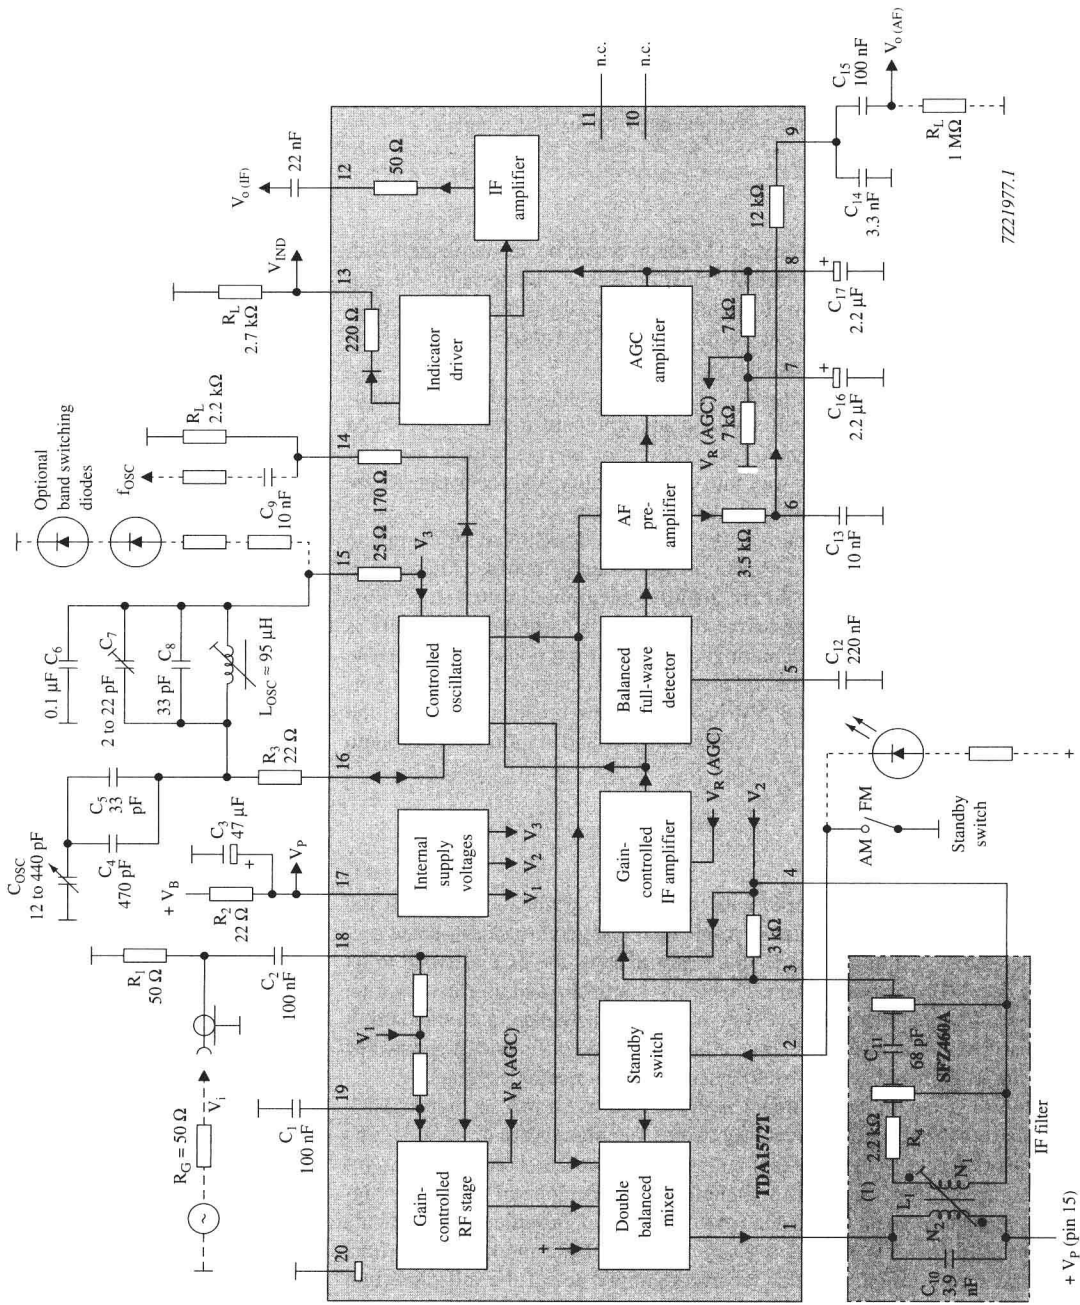 R_G = 50 Ω
V_i
R_1
50 Ω
C_2
100 nF
C_1
100 nF
20
19
18
C_OSC
12 to 440 pF
C_4
470 pF
C_5
33
pF
+ V_B
R_2
22 Ω
C_3
47 µF
V_P
17
R_3
22 Ω
16
0.1 µF C_6
2 to 22 pF
C_7
33 pF C_8
L_OSC ≈ 95 µH
Optional
band switching
diodes
15
f_OSC
C_9
10 nF
R_L
2.2 kΩ
14
R_L
2.7 kΩ
V_IND
13
V_o (IF)
22 nF
12
Gain-
controlled
RF stage
V_1
V_R (AGC)
Internal
supply
voltages
V_1
V_2
V_3
Controlled
oscillator
25 Ω
V_3
170 Ω
Indicator
driver
220 Ω
IF
amplifier
50 Ω
11
n.c.
10
n.c.
+
Double
balanced
mixer
Standby
switch
Gain-
controlled
IF amplifier
V_R (AGC)
V_2
3 kΩ
Balanced
full-wave
detector
AF
pre-
amplifier
3.5 kΩ
AGC
amplifier
V_R (AGC)
7 kΩ
7 kΩ
12 kΩ
TDA1572T
1
2
3
4
5
6
7
8
9
(1)
C_10
3.9
nF
N_2
L_1
N_1
R_4
2.2 kΩ
C_11
68 pF
SFZ460A
IF filter
+ V_P (pin 15)
AM
FM
Standby
switch
+
C_12
220 nF
C_13
10 nF
C_16
2.2 µF
+
C_17
2.2 µF
+
C_14
3.3 nF
C_15
100 nF
V_o (AF)
R_L
1 MΩ
7Z21977.1